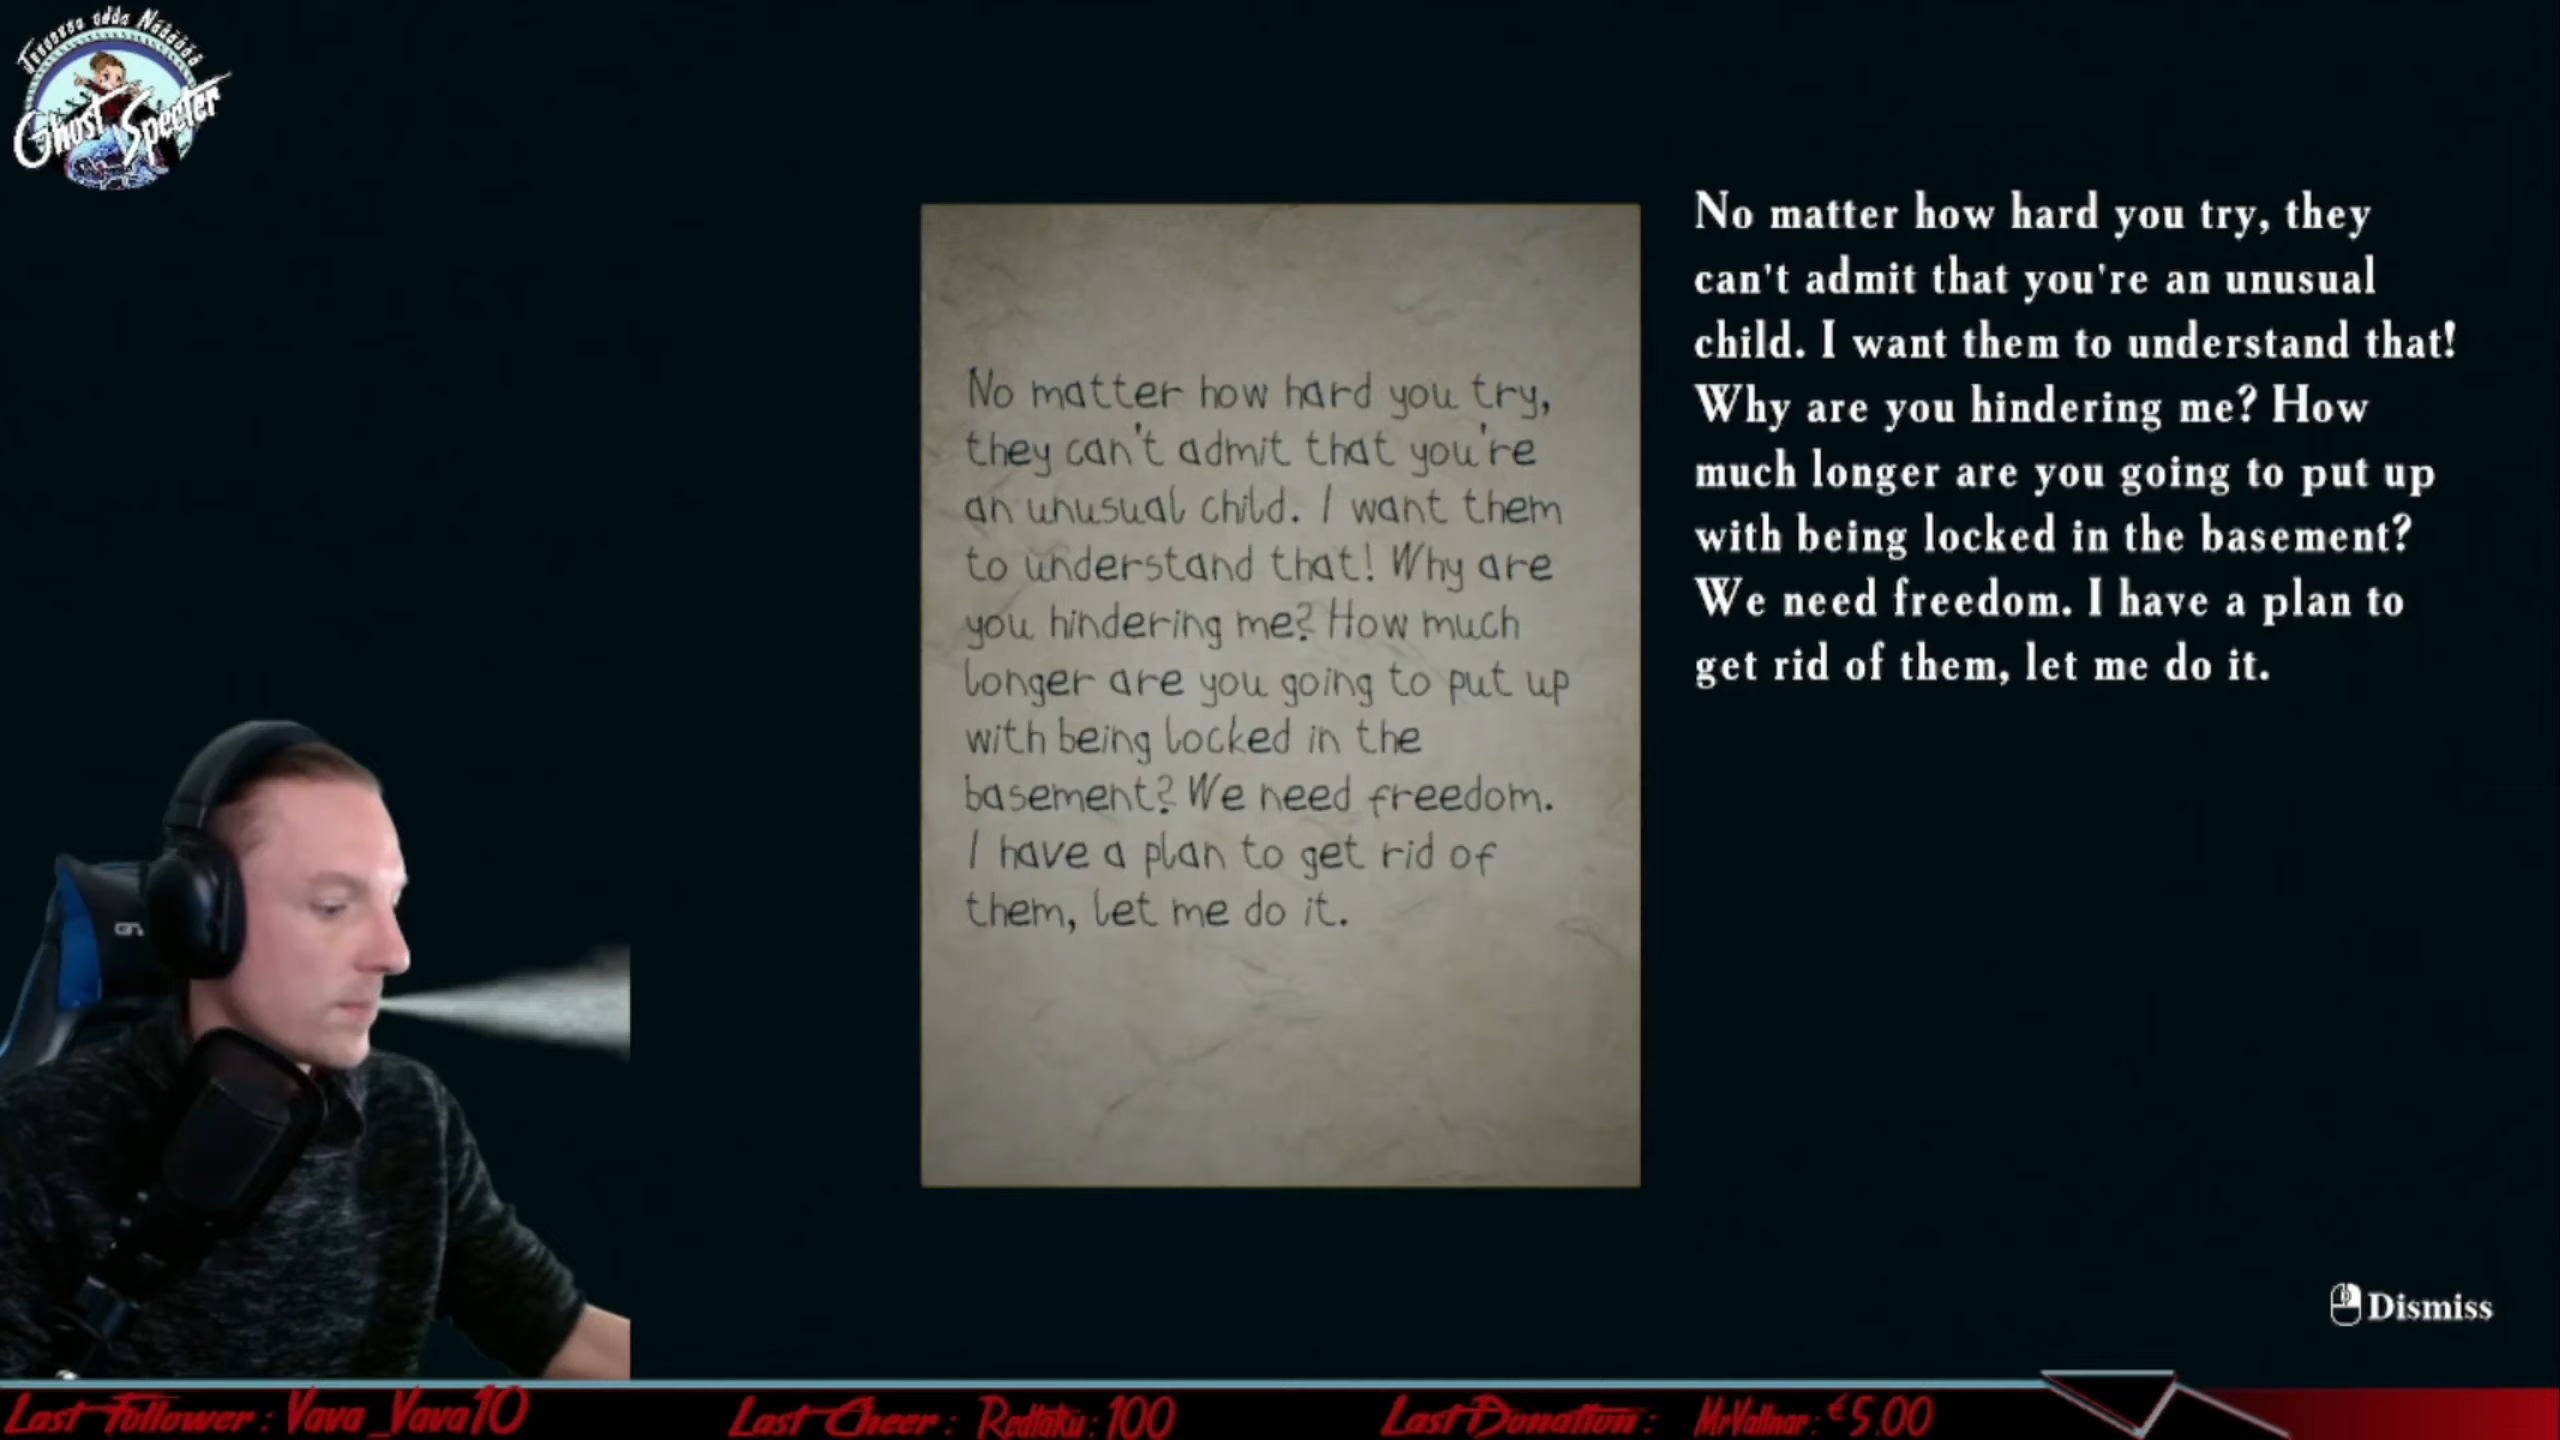 Ghost Specter
No matter how hard you try, they
can't admit that you're an unusual
child. I want them to understand that!
Why are you hindering me? How
much longer are you going to put up
with being locked in the basement?
We need freedom. I have a plan to
get rid of them, let me do it.
No matter how hard you try,
they can't admit that you're
an unusual child. I want them
to understand that! Why are
you hindering me? How much
longer are you going to put up
with being locked in the
basement? We need freedom.
I have a plan to get rid of
them, let me do it.
Dismiss
Last Follower : Vava_Vava10
Last Cheer : Redtaku : 100
Last Donation : MrVallnar : €5.00